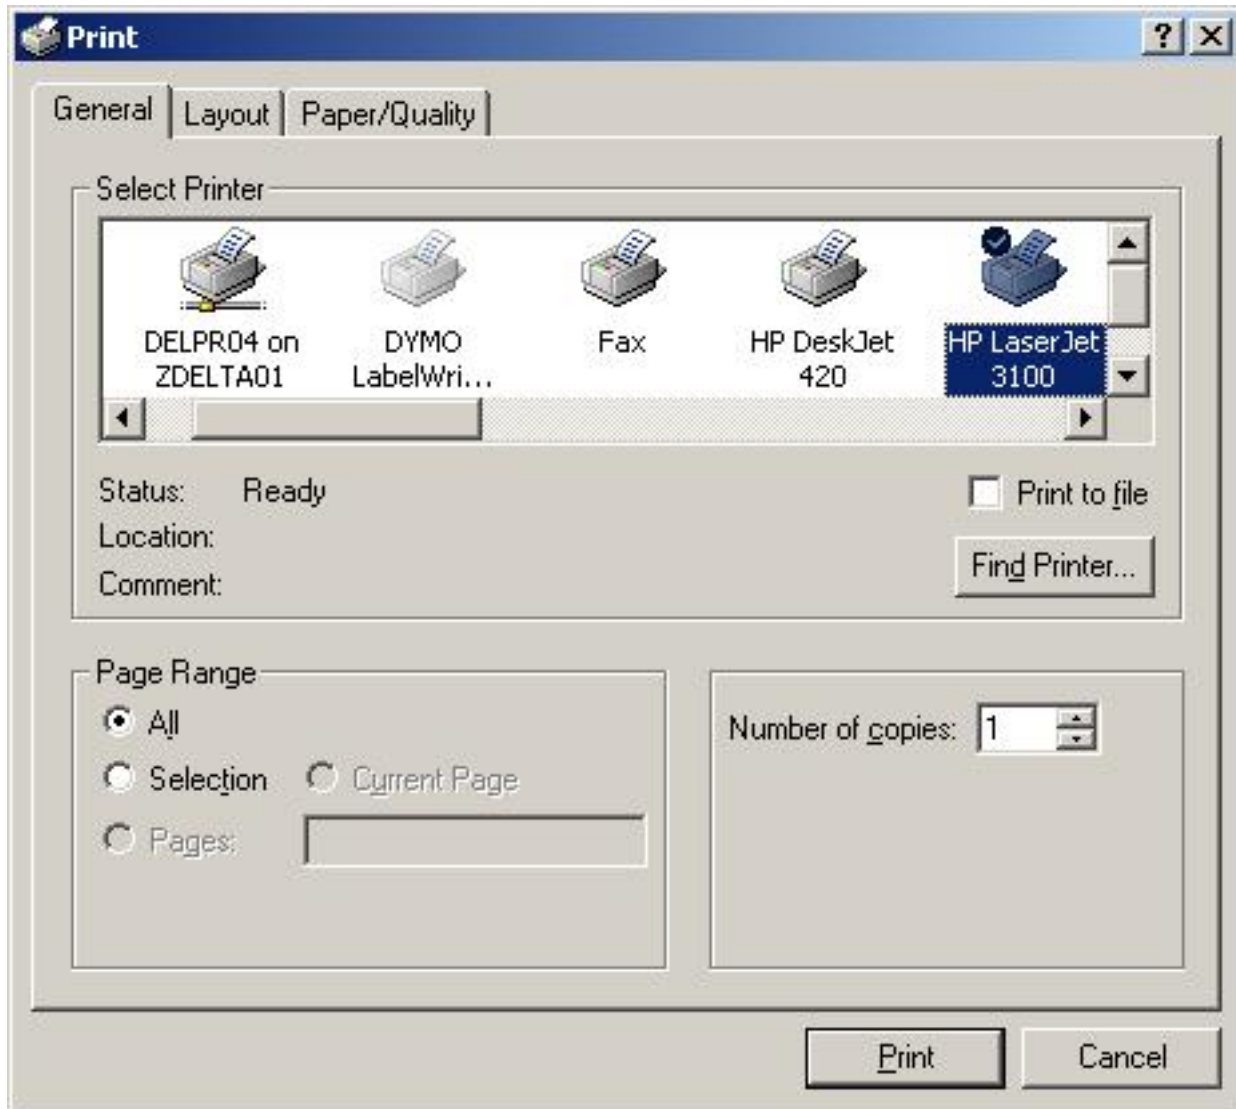 Print
General Layout Paper/Quality
Select Printer
DELPR04 on ZDELTA01
DYMO LabelWri...
Fax
HP DeskJet 420
HP LaserJet 3100
Status: Ready
Print to file
Location:
Find Printer...
Comment:
Page Range
All
Number of copies: 1
Selection Current Page
Pages:
Print Cancel